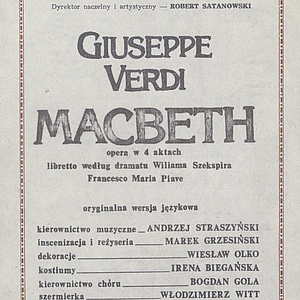 Dyrektor naczelny i artystyczny — ROBERT SATANOWSKI
GIUSEPPE
VERDI
MACBETH
opera w 4 aktach
libretto według dramatu Wiliama Szekspira
Francesco Maria Piave
oryginalna wersja językowa
kierownictwo muzyczne ANDRZEJ STRASZYŃSKI
inscenizacja i reżyseria MAREK GRZESIŃSKI
dekoracje WIESŁAW OLKO
kostiumy IRENA BIEGAŃSKA
kierownictwo chóru BOGDAN GOLA
szermierka WŁODZIMIERZ WITT